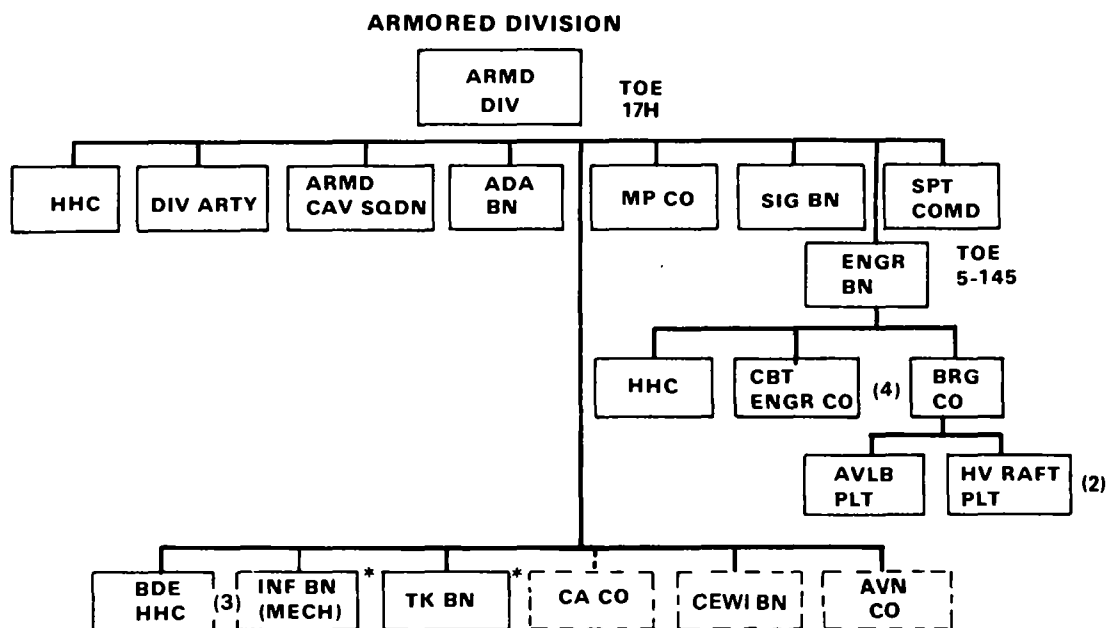 ARMORED DIVISION
ARMD
DIV
TOE
17H
HHC
DIV ARTY
ARMD
CAV SQDN
ADA
BN
MP CO
SIG BN
SPT
COMD
ENGR
BN
TOE
5-145
HHC
CBT
ENGR CO
(4)
BRG
CO
AVLB
PLT
HV RAFT
PLT
(2)
BDE
HHC
(3)
INF BN
(MECH)
*
TK BN
*
CA CO
CEWI BN
AVN
CO